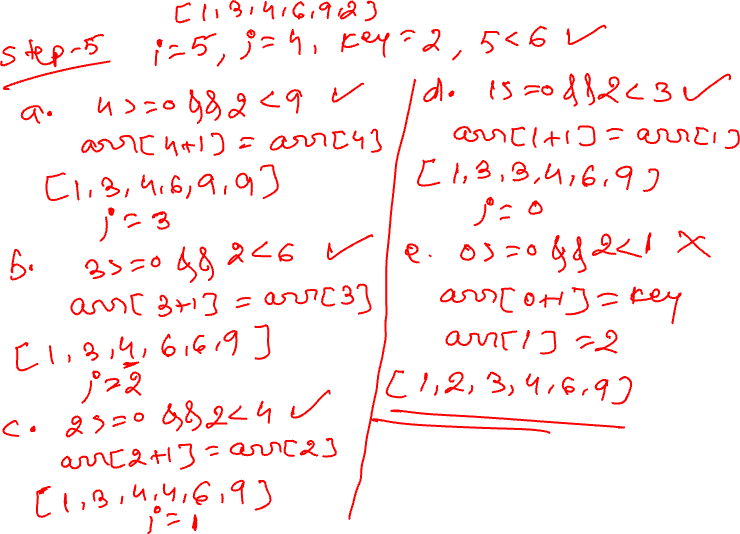 [1,3,4,6,9,2]
Step-5 i=5, j=4, key=2, 5<6 ✓
a. 4>=0 && 2<9 ✓
arr[4+1] = arr[4]
[1,3,4,6,9,9]
j=3
b. 3>=0 && 2<6 ✓
arr[3+1] = arr[3]
[1,3,4,6,6,9]
j=2
c. 2>=0 && 2<4 ✓
arr[2+1] = arr[2]
[1,3,4,4,6,9]
j=1
d. 1>=0 && 2<3 ✓
arr[1+1] = arr[1]
[1,3,3,4,6,9]
j=0
e. 0>=0 && 2<1 ✗
arr[0+1] = key
arr[1] = 2
[1,2,3,4,6,9]